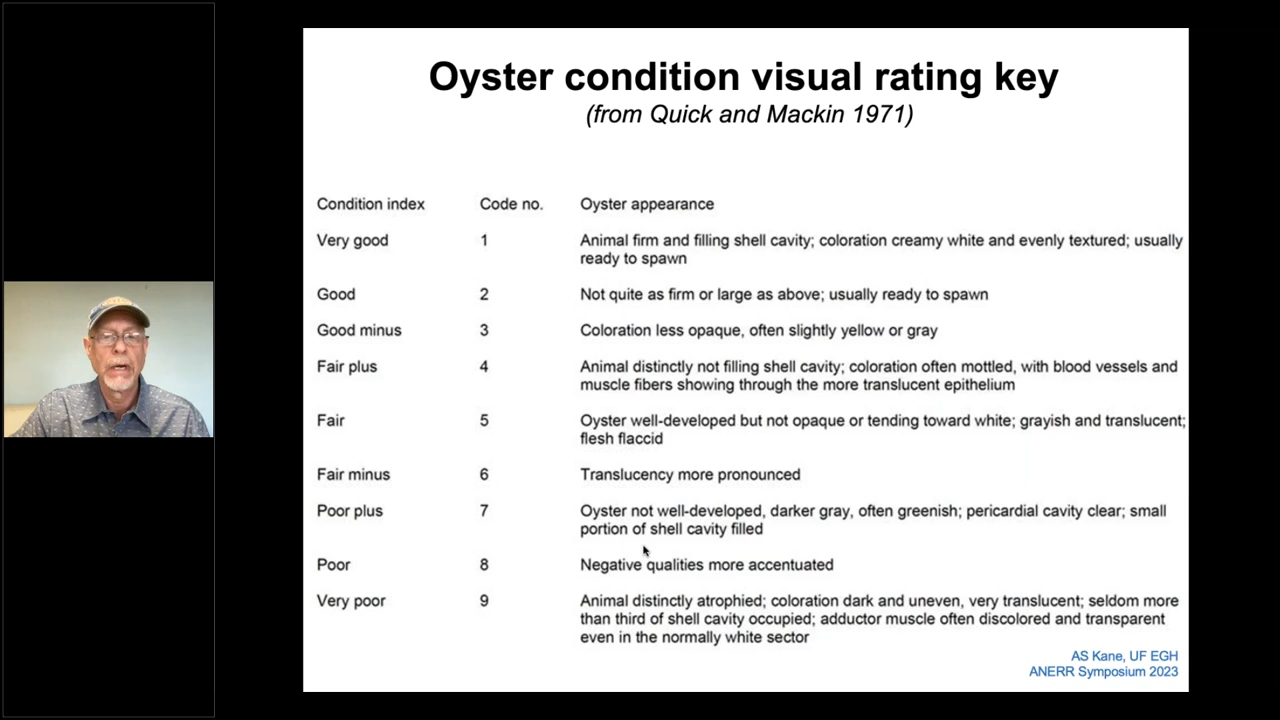 Oyster condition visual rating key
(from Quick and Mackin 1971)
Condition index Code no. Oyster appearance
Very good 1 Animal firm and filling shell cavity; coloration creamy white and evenly textured; usually
ready to spawn
Good 2 Not quite as firm or large as above; usually ready to spawn
Good minus 3 Coloration less opaque, often slightly yellow or gray
Fair plus 4 Animal distinctly not filling shell cavity; coloration often mottled, with blood vessels and
muscle fibers showing through the more translucent epithelium
Fair 5 Oyster well-developed but not opaque or tending toward white; grayish and translucent;
flesh flaccid
Fair minus 6 Translucency more pronounced
Poor plus 7 Oyster not well-developed, darker gray, often greenish; pericardial cavity clear; small
portion of shell cavity filled
Poor 8 Negative qualities more accentuated
Very poor 9 Animal distinctly atrophied; coloration dark and uneven, very translucent; seldom more
than third of shell cavity occupied; adductor muscle often discolored and transparent
even in the normally white sector
AS Kane, UF EGH
ANERR Symposium 2023